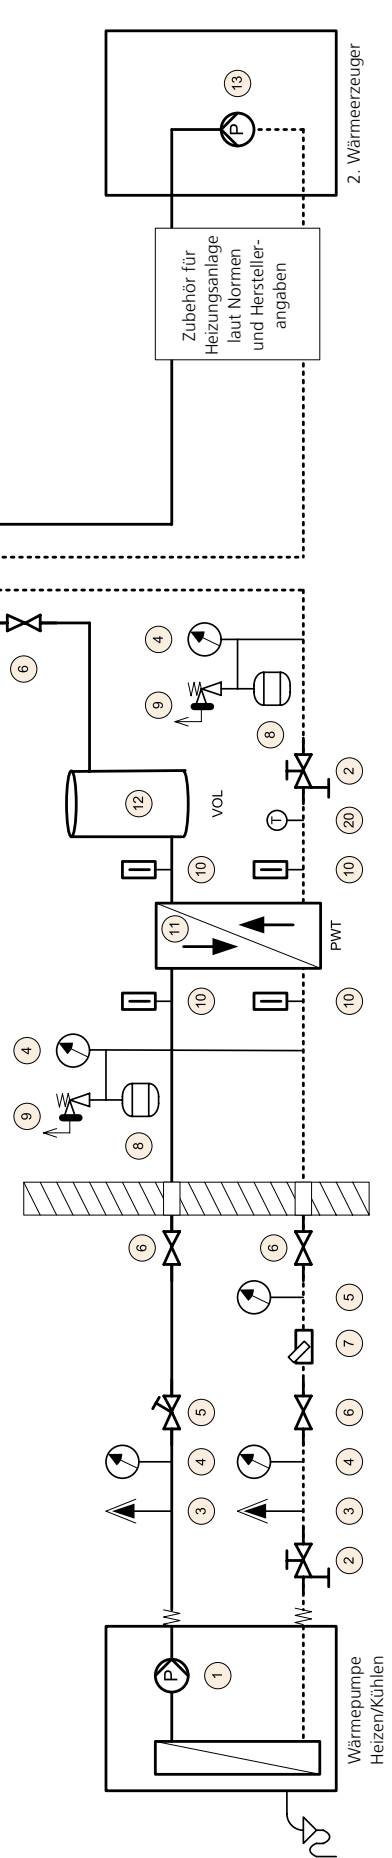 13
P
2. Wärmeerzeuger
Zubehör für
Heizungsanlage
laut Normen
und Hersteller-
angaben
6
4
9
8
12
VOL
2
T
20
10
10
11
PWT
10
10
4
9
8
6
6
5
7
5
6
4
4
3
3
2
P
1
Wärmepumpe
Heizen/Kühlen